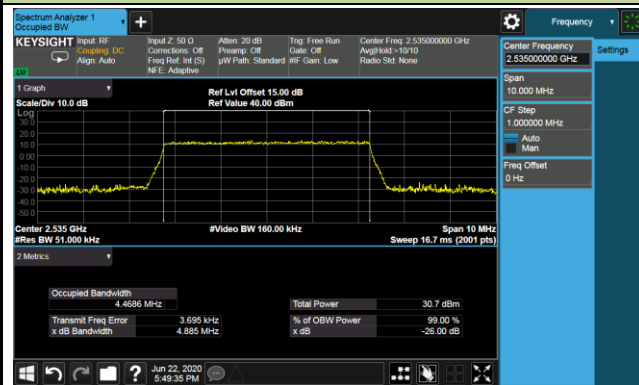 Spectrum Analyzer 1
Occupied BW
Frequency
KEYSIGHT
Input: RF
Coupling: DC
Align: Auto
Input Z: 50 Ω
Corrections: Off
Freq Ref: Int (S)
NFE: Adaptive
Atten: 20 dB
Preamp: Off
µW Path: Standard
Trig: Free Run
Gate: Off
#IF Gain: Low
Center Freq: 2.535000000 GHz
Avg|Hold:>10/10
Radio Std: None
Center Frequency
2.535000000 GHz
Settings
Span
10.000 MHz
CF Step
1.000000 MHz
Auto
Man
Freq Offset
0 Hz
1 Graph
Scale/Div 10.0 dB
Ref Lvl Offset 15.00 dB
Ref Value 40.00 dBm
Log
30.0
20.0
10.0
0.00
-10.0
-20.0
-30.0
-40.0
-50.0
Center 2.535 GHz
#Res BW 51.000 kHz
#Video BW 160.00 kHz
Span 10 MHz
Sweep 16.7 ms (2001 pts)
2 Metrics
Occupied Bandwidth
4.4686 MHz
Total Power 30.7 dBm
Transmit Freq Error 3.695 kHz
% of OBW Power 99.00 %
x dB Bandwidth 4.885 MHz
x dB -26.00 dB
?
Jun 22, 2020
5:49:35 PM